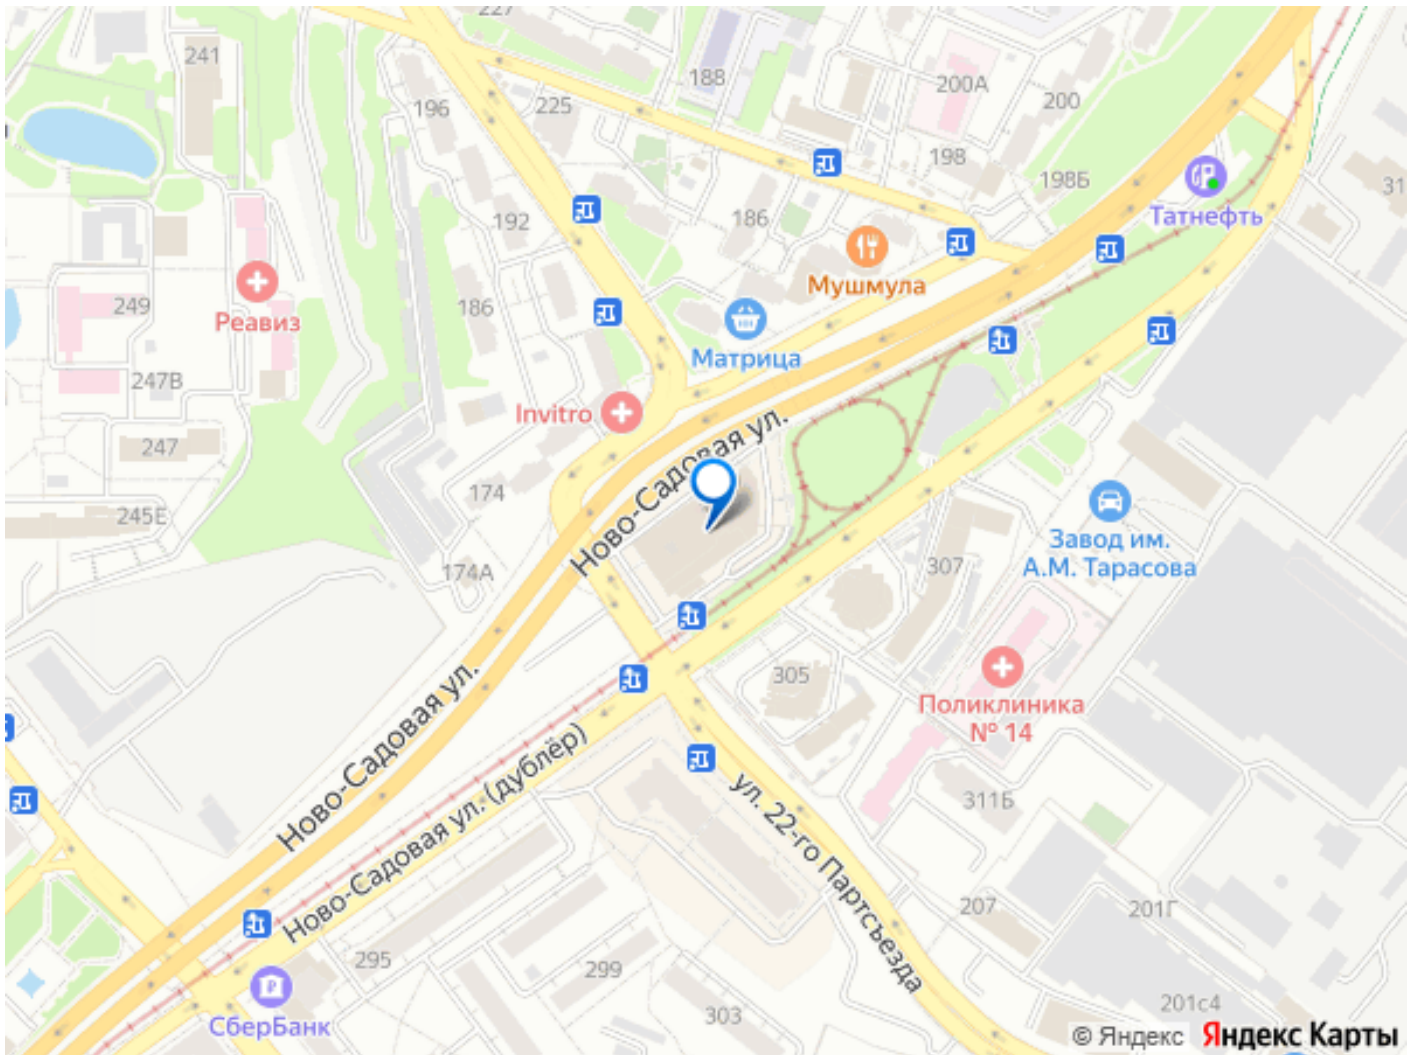 227
241
188
200А
200
196
225
198
198Б
31
Татнефть
192
186
Мушмула
249
186
Реавиз
Матрица
247В
Invitro
Ново-Садовая ул.
247
174
245Е
Завод им.
А.М. Тарасова
174А
307
305
Поликлиника
№ 14
Ново-Садовая ул.
Ново-Садовая ул. (дублёр)
ул. 22-го Партсъезда
311Б
207
201Г
295
299
СберБанк
303
201с4
© Яндекс Яндекс Карты